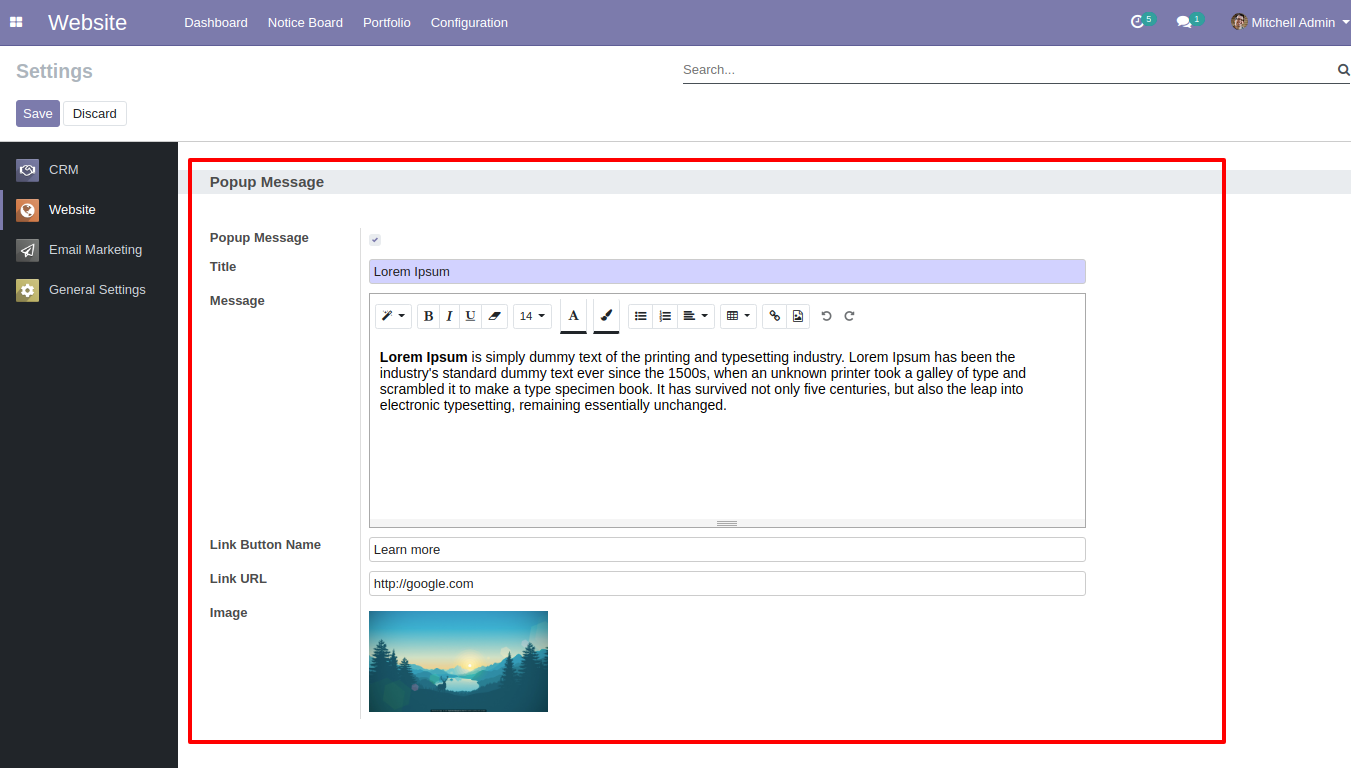 Website Dashboard Notice Board Portfolio Configuration 5 1 Mitchell Admin
Settings Search...
Save Discard
CRM
Website
Email Marketing
General Settings
Popup Message
Popup Message
Title Lorem Ipsum
Message
B I U 14 A
Lorem Ipsum is simply dummy text of the printing and typesetting industry. Lorem Ipsum has been the
industry's standard dummy text ever since the 1500s, when an unknown printer took a galley of type and
scrambled it to make a type specimen book. It has survived not only five centuries, but also the leap into
electronic typesetting, remaining essentially unchanged.
Link Button Name Learn more
Link URL http://google.com
Image